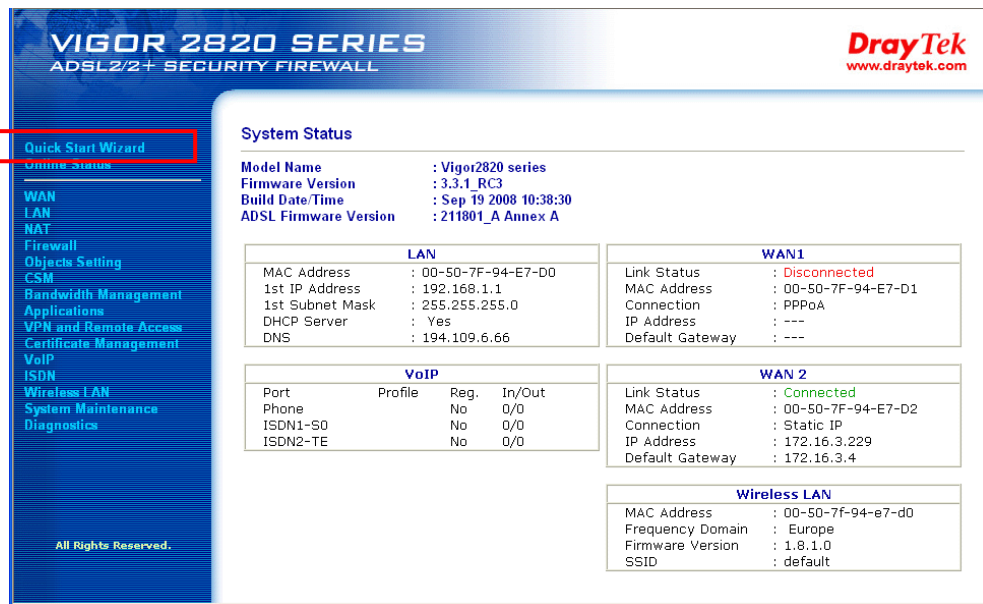 VIGOR 2820 SERIES
ADSL2/2+ SECURITY FIREWALL
DrayTek
www.draytek.com
Quick Start Wizard
Online Status
WAN
LAN
NAT
Firewall
Objects Setting
CSM
Bandwidth Management
Applications
VPN and Remote Access
Certificate Management
VoIP
ISDN
Wireless LAN
System Maintenance
Diagnostics
All Rights Reserved.
System Status
Model Name : Vigor2820 series
Firmware Version : 3.3.1_RC3
Build Date/Time : Sep 19 2008 10:38:30
ADSL Firmware Version : 211801_A Annex A
LAN
MAC Address : 00-50-7F-94-E7-D0
1st IP Address : 192.168.1.1
1st Subnet Mask : 255.255.255.0
DHCP Server : Yes
DNS : 194.109.6.66
VoIP
Port Profile Reg. In/Out
Phone No 0/0
ISDN1-S0 No 0/0
ISDN2-TE No 0/0
WAN1
Link Status : Disconnected
MAC Address : 00-50-7F-94-E7-D1
Connection : PPPoA
IP Address : ---
Default Gateway : ---
WAN 2
Link Status : Connected
MAC Address : 00-50-7F-94-E7-D2
Connection : Static IP
IP Address : 172.16.3.229
Default Gateway : 172.16.3.4
Wireless LAN
MAC Address : 00-50-7f-94-e7-d0
Frequency Domain : Europe
Firmware Version : 1.8.1.0
SSID : default